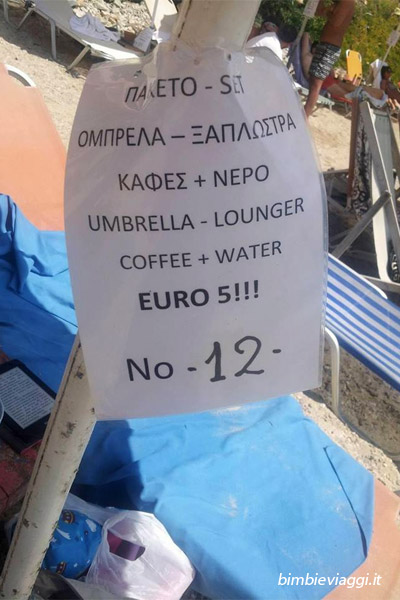 ΠΑΚΕΤΟ - SET
ΟΜΠΡΕΛΑ – ΞΑΠΛΩΣΤΡΑ
ΚΑΦΕΣ + ΝΕΡΟ
UMBRELLA - LOUNGER
COFFEE + WATER
EURO 5!!!
No - 12 -
bimbieviaggi.it